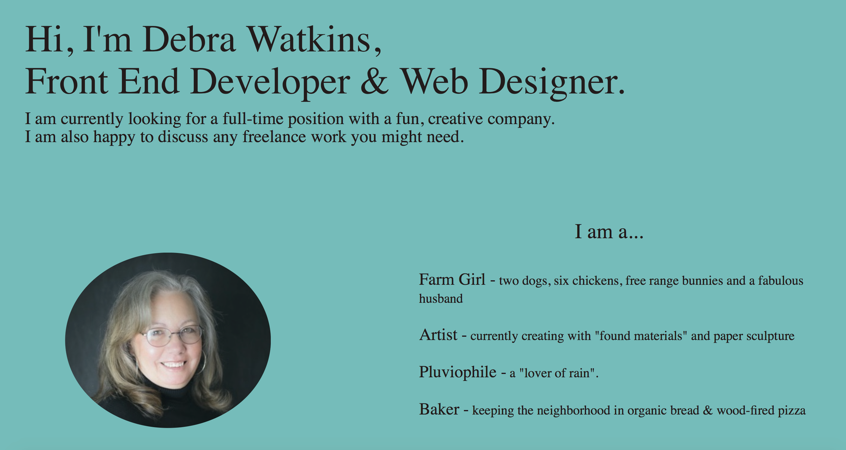 Hi, I'm Debra Watkins,
Front End Developer & Web Designer.
I am currently looking for a full-time position with a fun, creative company.
I am also happy to discuss any freelance work you might need.
I am a...
Farm Girl - two dogs, six chickens, free range bunnies and a fabulous
husband
Artist - currently creating with "found materials" and paper sculpture
Pluviophile - a "lover of rain".
Baker - keeping the neighborhood in organic bread & wood-fired pizza